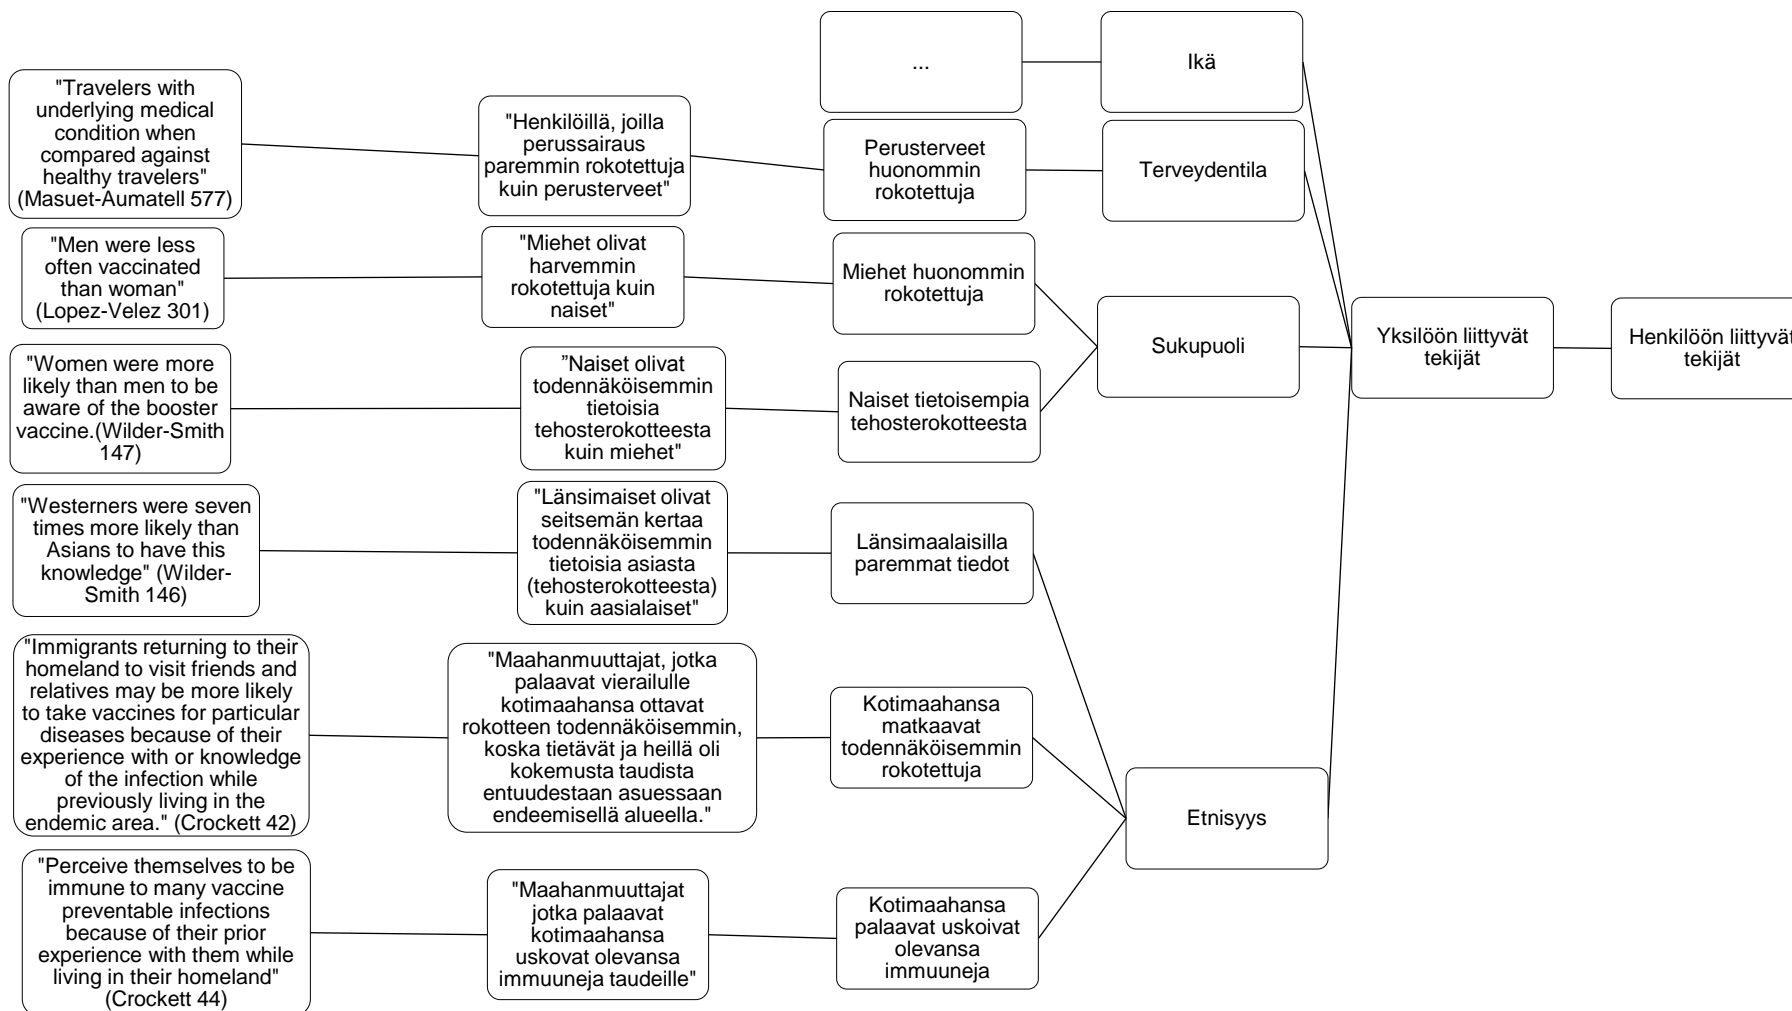 ...
Ikä
"Travelers with
underlying medical
condition when
compared against
healthy travelers"
(Masuet-Aumatell 577)
"Henkilöillä, joilla
perussairaus
paremmin rokotettuja
kuin perusterveet"
Perusterveet
huonommin
rokotettuja
Terveydentila
"Men were less
often vaccinated
than woman"
(Lopez-Velez 301)
"Miehet olivat
harvemmin
rokotettuja kuin
naiset"
Miehet huonommin
rokotettuja
Sukupuoli
Yksilöön liittyvät
tekijät
Henkilöön liittyvät
tekijät
"Women were more
likely than men to be
aware of the booster
vaccine.(Wilder-Smith
147)
”Naiset olivat
todennäköisemmin
tietoisia
tehosterokotteesta
kuin miehet"
Naiset tietoisempia
tehosterokotteesta
"Westerners were seven
times more likely than
Asians to have this
knowledge" (Wilder-
Smith 146)
"Länsimaiset olivat
seitsemän kertaa
todennäköisemmin
tietoisia asiasta
(tehosterokotteesta)
kuin aasialaiset"
Länsimaalaisilla
paremmat tiedot
"Immigrants returning to their
homeland to visit friends and
relatives may be more likely
to take vaccines for particular
diseases because of their
experience with or knowledge
of the infection while
previously living in the
endemic area." (Crockett 42)
"Maahanmuuttajat, jotka
palaavat vierailulle
kotimaahansa ottavat
rokotteen todennäköisemmin,
koska tietävät ja heillä oli
kokemusta taudista
entuudestaan asuessaan
endeemisellä alueella."
Kotimaahansa
matkaavat
todennäköisemmin
rokotettuja
Etnisyys
"Perceive themselves to be
immune to many vaccine
preventable infections
because of their prior
experience with them while
living in their homeland"
(Crockett 44)
"Maahanmuuttajat
jotka palaavat
kotimaahansa
uskovat olevansa
immuuneja taudeille"
Kotimaahansa
palaavat uskoivat
olevansa
immuuneja